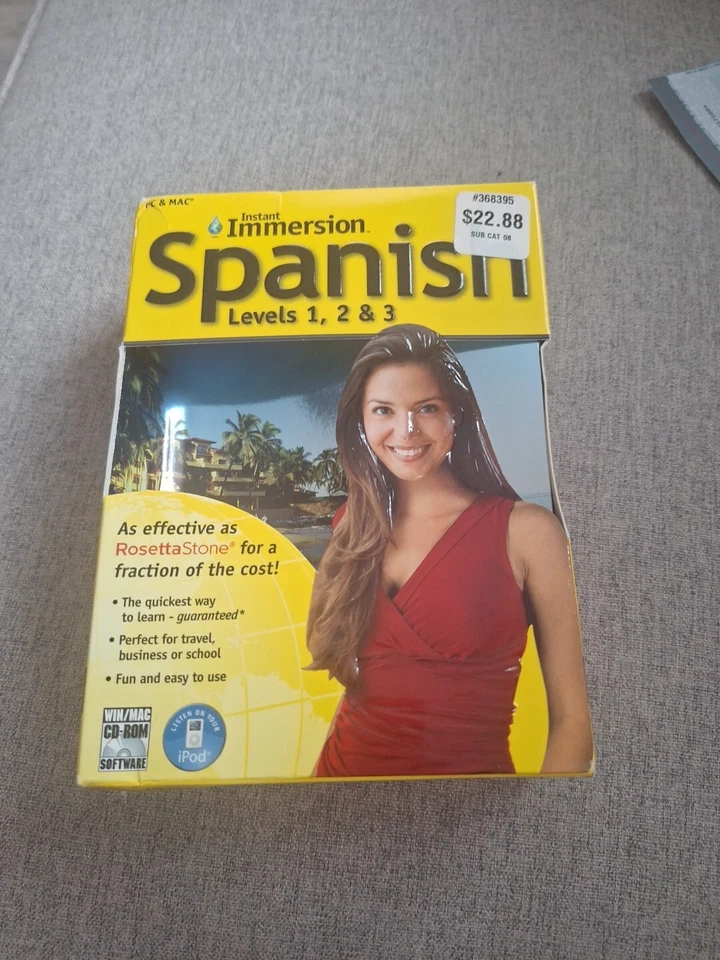 PC & MAC®
#368395
$22.88
SUB CAT 08
Instant
Immersion™
Spanish
Levels 1, 2 & 3
As effective as
RosettaStone® for a
fraction of the cost!
• The quickest way
to learn - guaranteed*
• Perfect for travel,
business or school
• Fun and easy to use
WIN/MAC
CD-ROM
SOFTWARE
LISTEN ON YOUR
iPod®